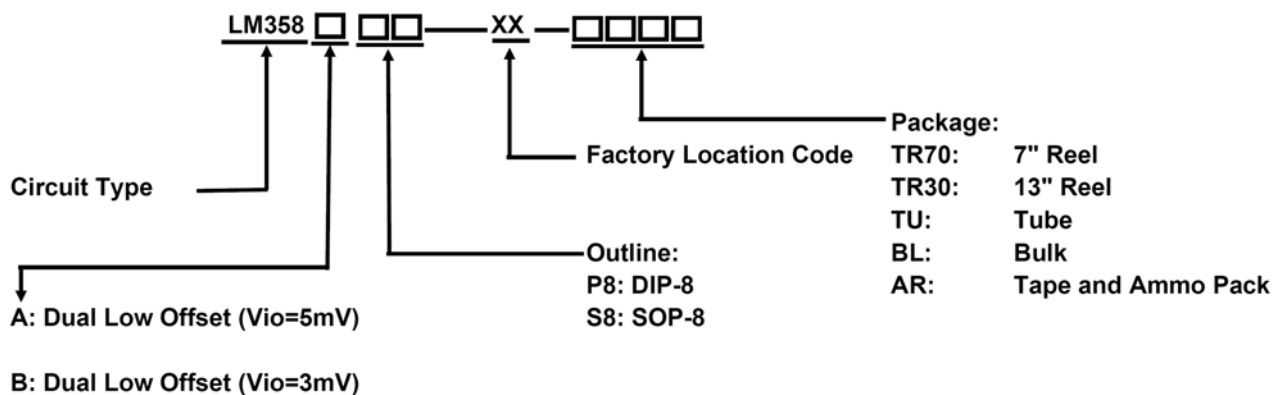 LM358 □ □□ — XX — □□□□
Circuit Type
A: Dual Low Offset (Vio=5mV)
B: Dual Low Offset (Vio=3mV)
Outline:
P8: DIP-8
S8: SOP-8
Factory Location Code
Package:
TR70: 7" Reel
TR30: 13" Reel
TU: Tube
BL: Bulk
AR: Tape and Ammo Pack